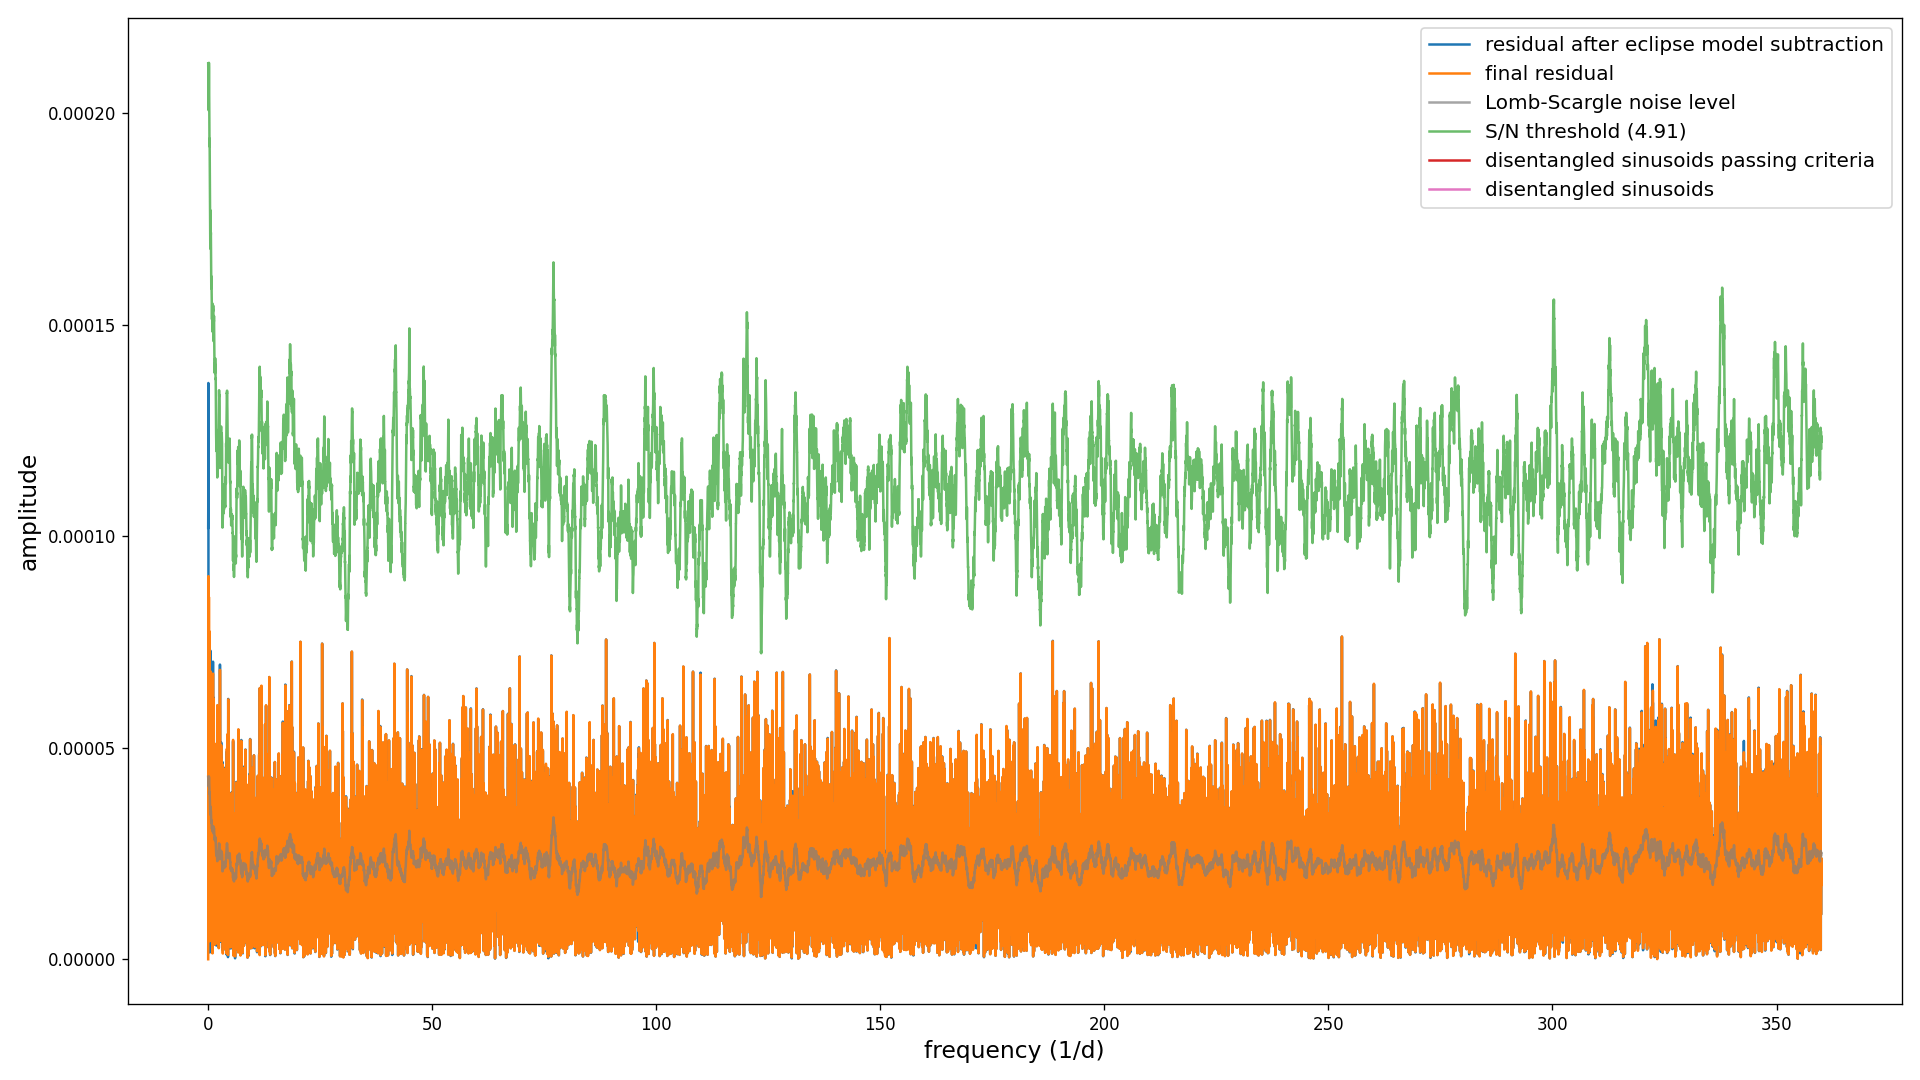 residual after eclipse model subtraction
final residual
Lomb-Scargle noise level
S/N threshold (4.91)
disentangled sinusoids passing criteria
disentangled sinusoids
amplitude
0.00020
0.00015
0.00010
0.00005
0.00000
0 50 100 150 200 250 300 350
frequency (1/d)